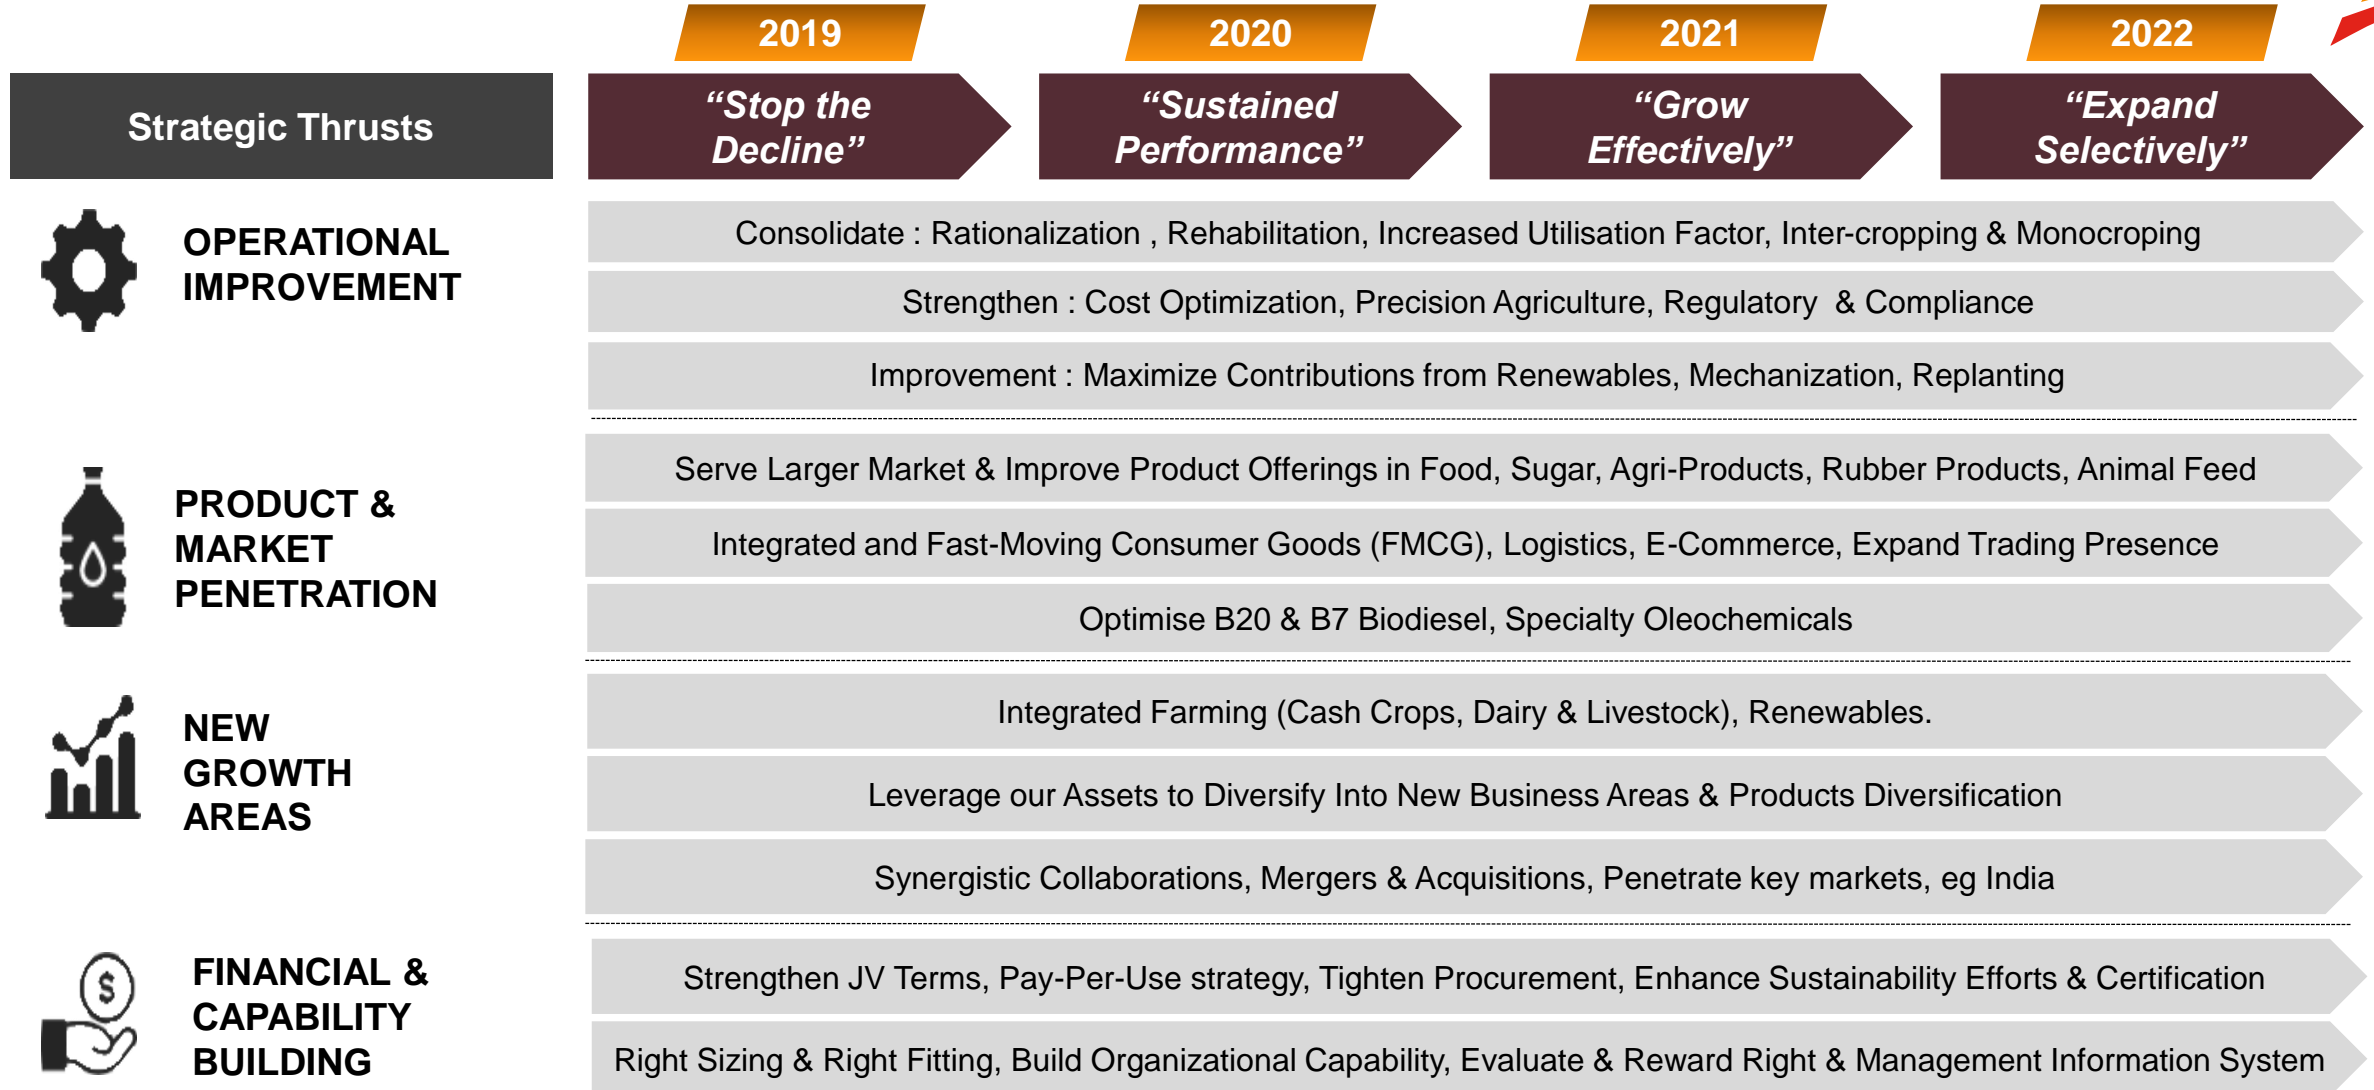 2019
2020
2021
2022
Strategic Thrusts
“Stop the
Decline”
“Sustained
Performance”
“Grow
Effectively”
“Expand
Selectively”
OPERATIONAL
IMPROVEMENT
Consolidate : Rationalization , Rehabilitation, Increased Utilisation Factor, Inter-cropping & Monocroping
Strengthen : Cost Optimization, Precision Agriculture, Regulatory & Compliance
Improvement : Maximize Contributions from Renewables, Mechanization, Replanting
PRODUCT &
MARKET
PENETRATION
Serve Larger Market & Improve Product Offerings in Food, Sugar, Agri-Products, Rubber Products, Animal Feed
Integrated and Fast-Moving Consumer Goods (FMCG), Logistics, E-Commerce, Expand Trading Presence
Optimise B20 & B7 Biodiesel, Specialty Oleochemicals
NEW
GROWTH
AREAS
Integrated Farming (Cash Crops, Dairy & Livestock), Renewables.
Leverage our Assets to Diversify Into New Business Areas & Products Diversification
Synergistic Collaborations, Mergers & Acquisitions, Penetrate key markets, eg India
$
FINANCIAL &
CAPABILITY
BUILDING
Strengthen JV Terms, Pay-Per-Use strategy, Tighten Procurement, Enhance Sustainability Efforts & Certification
Right Sizing & Right Fitting, Build Organizational Capability, Evaluate & Reward Right & Management Information System